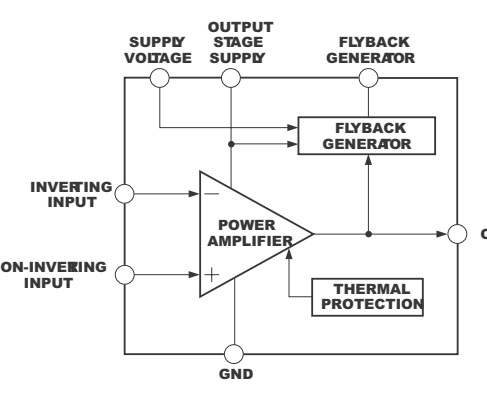 OUTPUT
STAGE
SUPPLY
SUPPLY
VOLTAGE
FLYBACK
GENERATOR
FLYBACK
GENERATOR
INVERTING
INPUT
POWER
AMPLIFIER
−
+
O
ON-INVERTING
INPUT
THERMAL
PROTECTION
GND